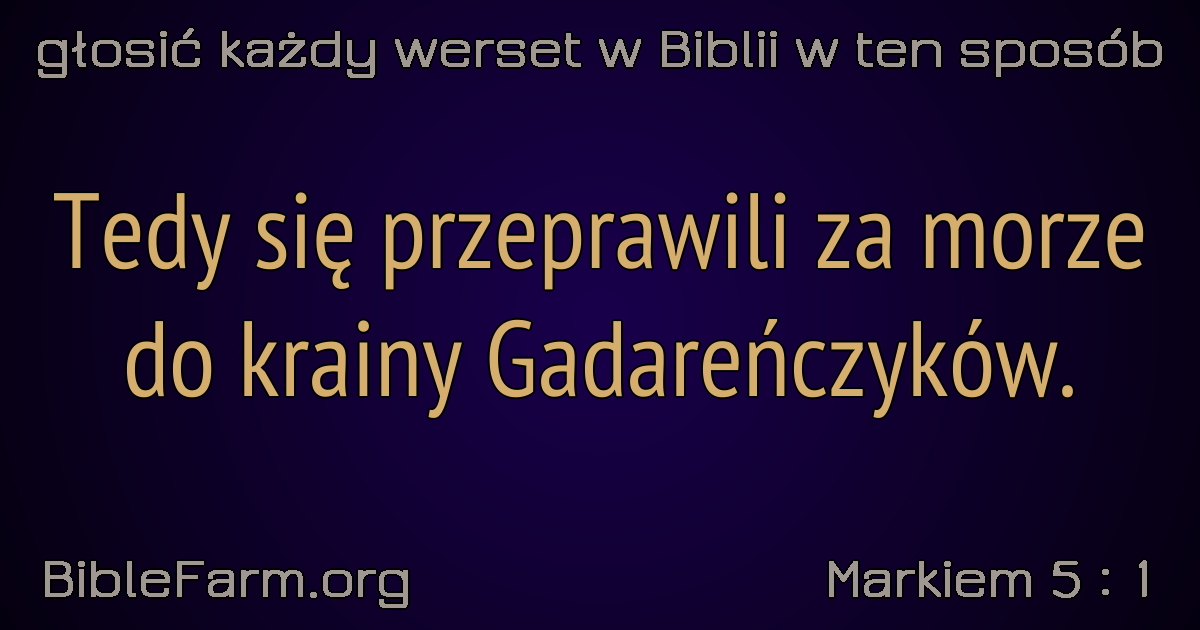 głosić każdy werset w Biblii w ten sposób
Tedy się przeprawili za morze
do krainy Gadareńczyków.
BibleFarm.org
Markiem 5 : 1